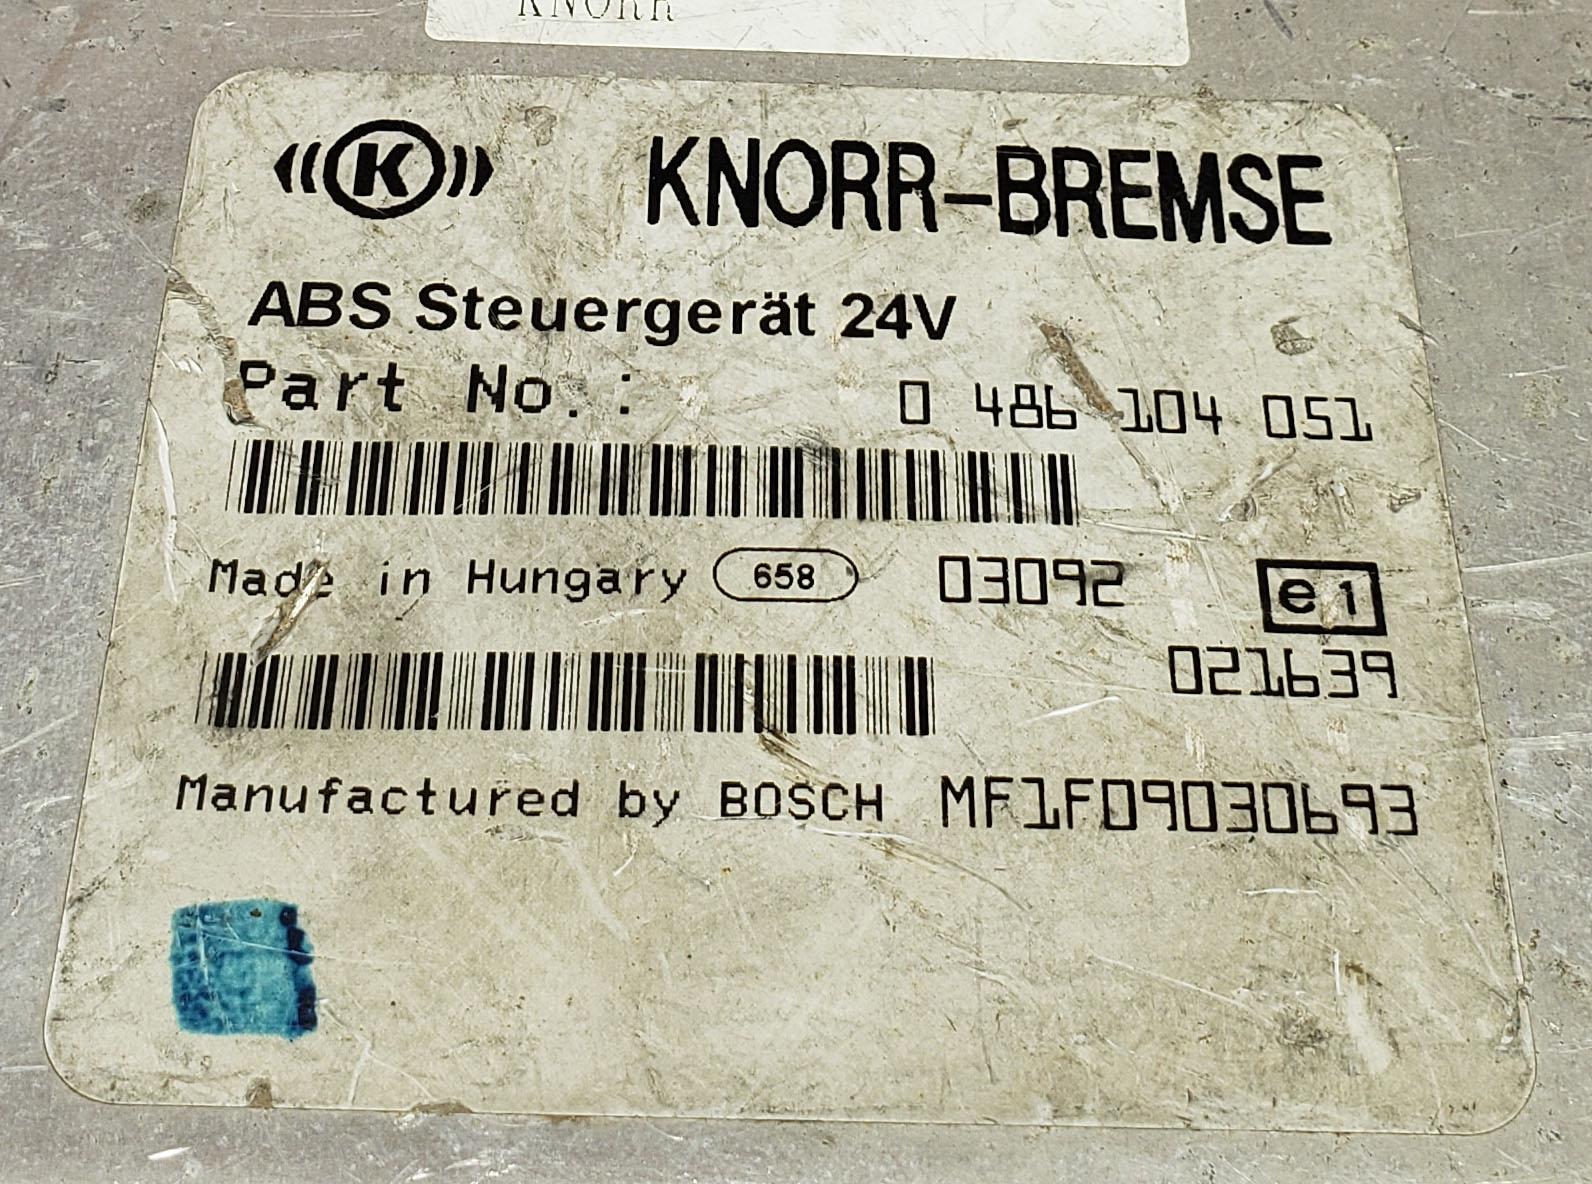 KNORR
K KNORR-BREMSE
ABS Steuergerät 24V
Part No.: 0 486 104 051
Made in Hungary 658 03092 e1
021639
Manufactured by BOSCH MF1F09030693